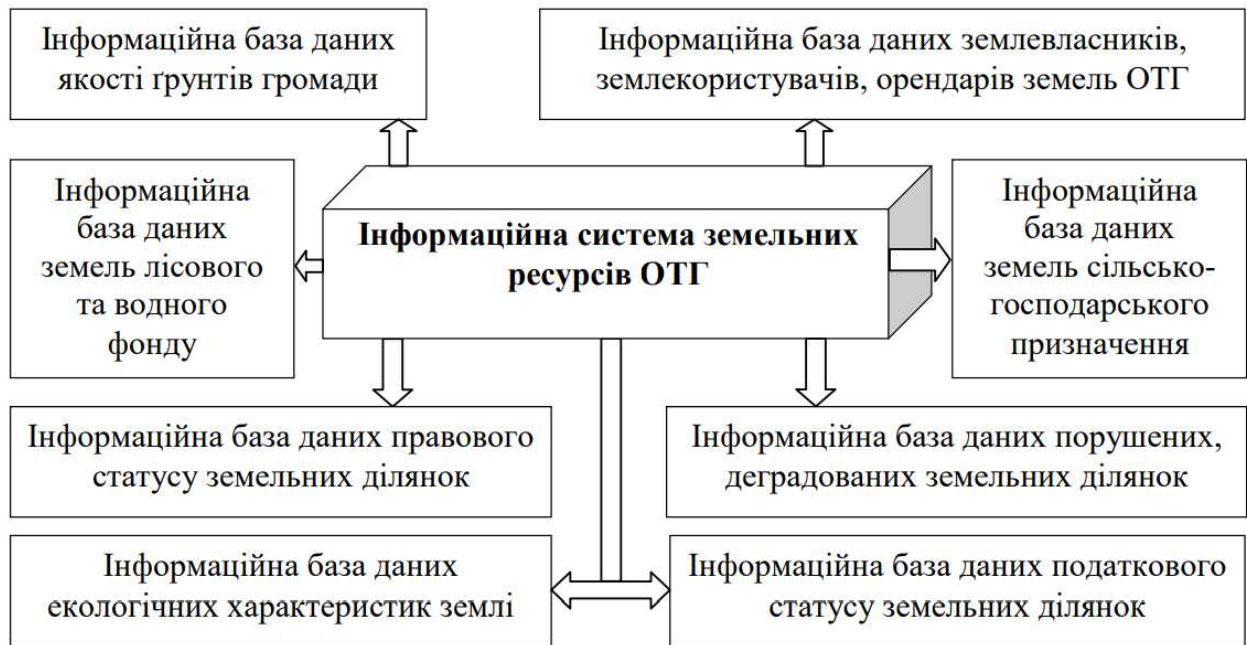 Інформаційна база даних
якості ґрунтів громади
Інформаційна база даних землевласників,
землекористувачів, орендарів земель ОТГ
Інформаційна
база даних
земель лісового
та водного
фонду
Інформаційна система земельних
ресурсів ОТГ
Інформаційна
база даних
земель сільсько-
господарського
призначення
Інформаційна база даних правового
статусу земельних ділянок
Інформаційна база даних порушених,
деградованих земельних ділянок
Інформаційна база даних
екологічних характеристик землі
Інформаційна база даних податкового
статусу земельних ділянок